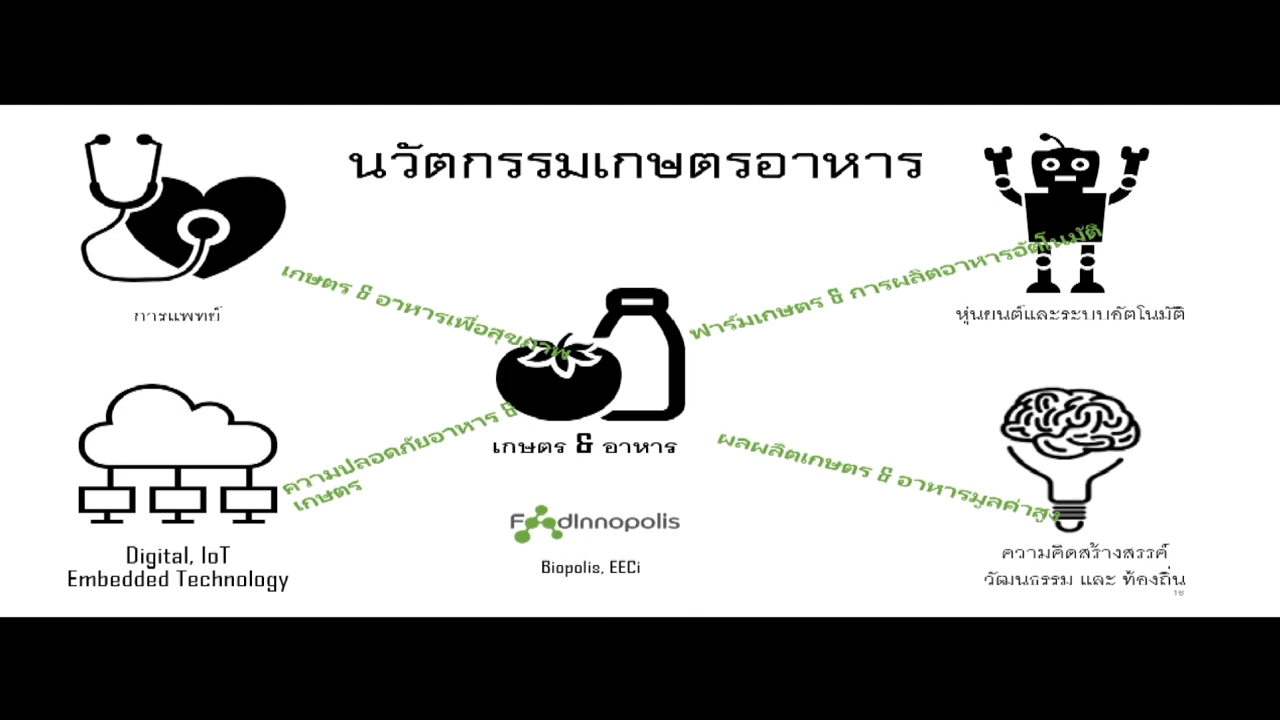 นวัตกรรมเกษตรอาหาร
การแพทย์
เกษตร & อาหารเพื่อสุขภาพ
ฟาร์มเกษตร & การผลิตอาหารอัตโนมัติ
หุ่นยนต์และระบบอัตโนมัติ
ความปลอดภัยอาหาร &
เกษตร
เกษตร & อาหาร
ผลผลิตเกษตร & อาหารมูลค่าสูง
FoodInnopolis
Biopolis, EECi
Digital, IoT
Embedded Technology
ความคิดสร้างสรรค์
วัฒนธรรม และ ท้องถิ่น
16